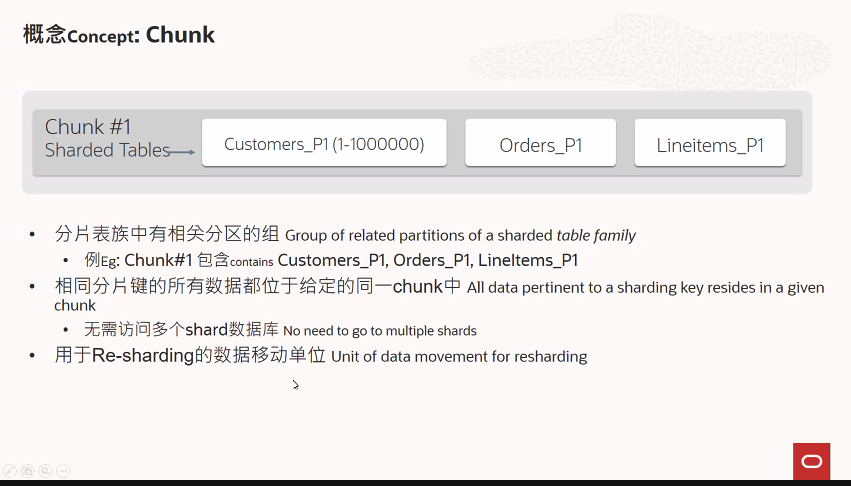 概念Concept: Chunk
Chunk #1
Sharded Tables
Customers_P1 (1-1000000)
Orders_P1
Lineitems_P1
• 分片表族中有相关分区的组 Group of related partitions of a sharded table family
• 例Eg: Chunk#1 包含contains Customers_P1, Orders_P1, LineItems_P1
• 相同分片键的所有数据都位于给定的同一chunk中 All data pertinent to a sharding key resides in a given
chunk
• 无需访问多个shard数据库 No need to go to multiple shards
• 用于Re-sharding的数据移动单位 Unit of data movement for resharding